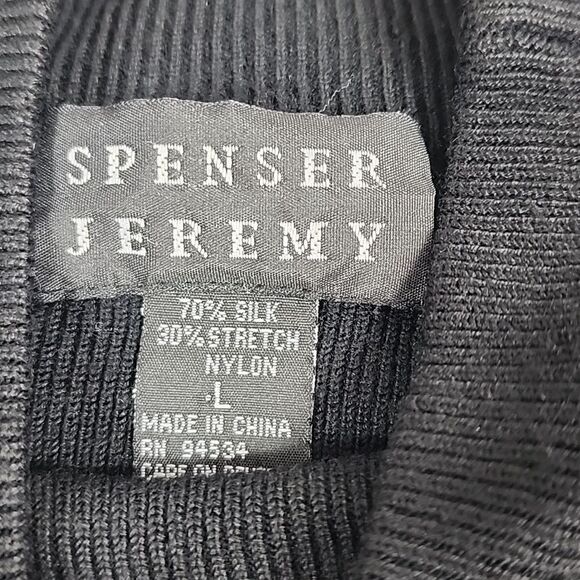 SPENSER
JEREMY
70% SILK
30% STRETCH
NYLON
L
MADE IN CHINA
RN 94534
CARE ON